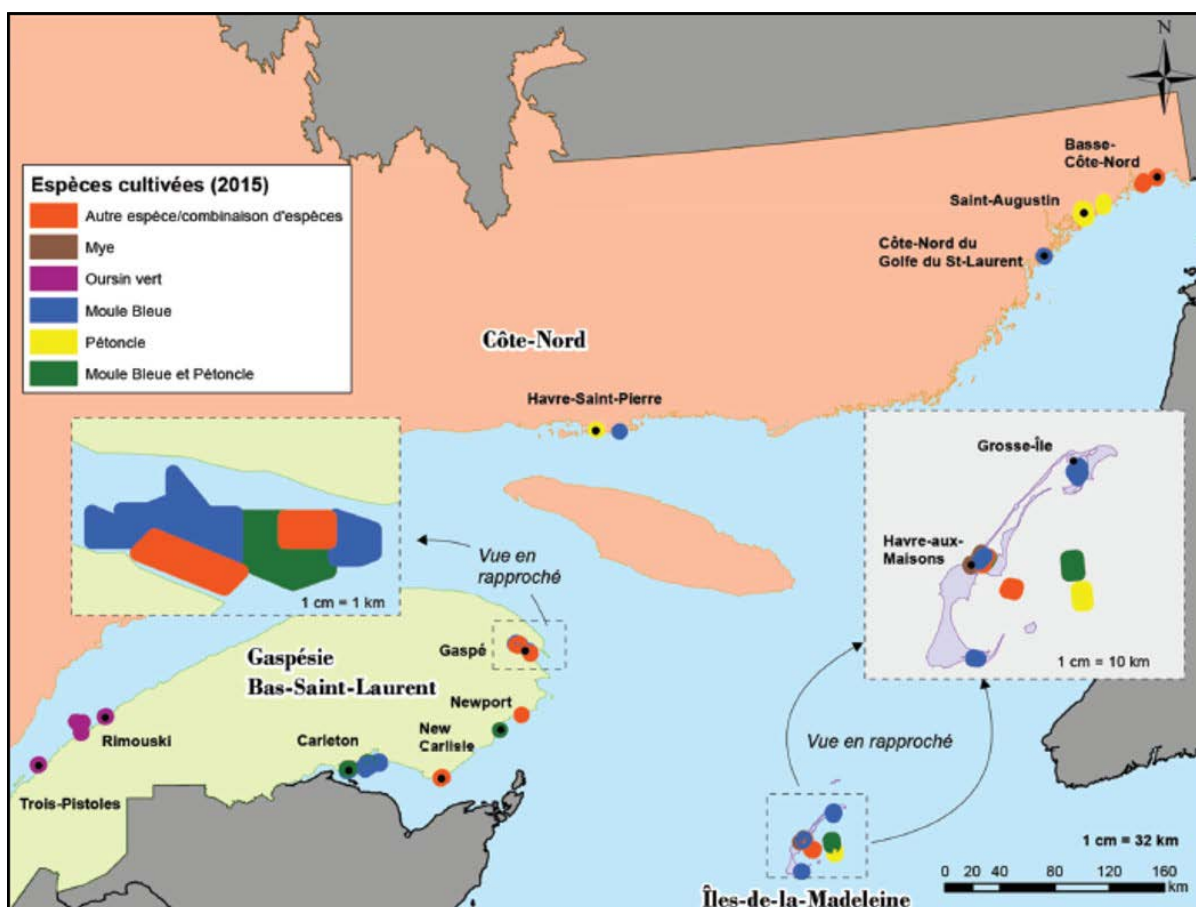 N
Espèces cultivées (2015)
Autre espèce/combinaison d'espèces
Mye
Oursin vert
Moule Bleue
Pétoncle
Moule Bleue et Pétoncle
Basse-
Côte-Nord
Saint-Augustin
Côte-Nord du
Golfe du St-Laurent
Côte-Nord
Havre-Saint-Pierre
1 cm = 1 km
Vue en
rapproché
Grosse-Île
Havre-aux-
Maisons
1 cm = 10 km
Gaspésie
Bas-Saint-Laurent
Gaspé
Newport
New
Carlisle
Carleton
Rimouski
Trois-Pistoles
Vue en rapproché
Îles-de-la-Madeleine
1 cm = 32 km
0 20 40 80 120 160
km